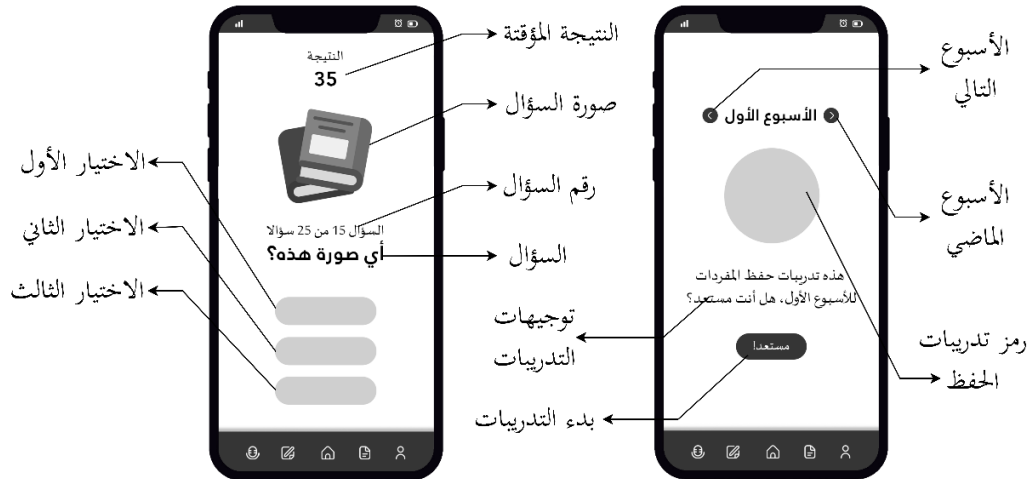 الأسبوع
التالي
الأسبوع الأول
الأسبوع
الماضي
هذه تدريبات حفظ المفردات
للأسبوع الأول، هل أنت مستعد؟
مستعد!
رمز تدريبات
الحفظ
النتيجة المؤقتة
صورة السؤال
رقم السؤال
السؤال
توجيهات
التدريبات
بدء التدريبات
النتيجة
35
السؤال 15 من 25 سؤالا
أي صورة هذه؟
الاختيار الأول
الاختيار الثاني
الاختيار الثالث